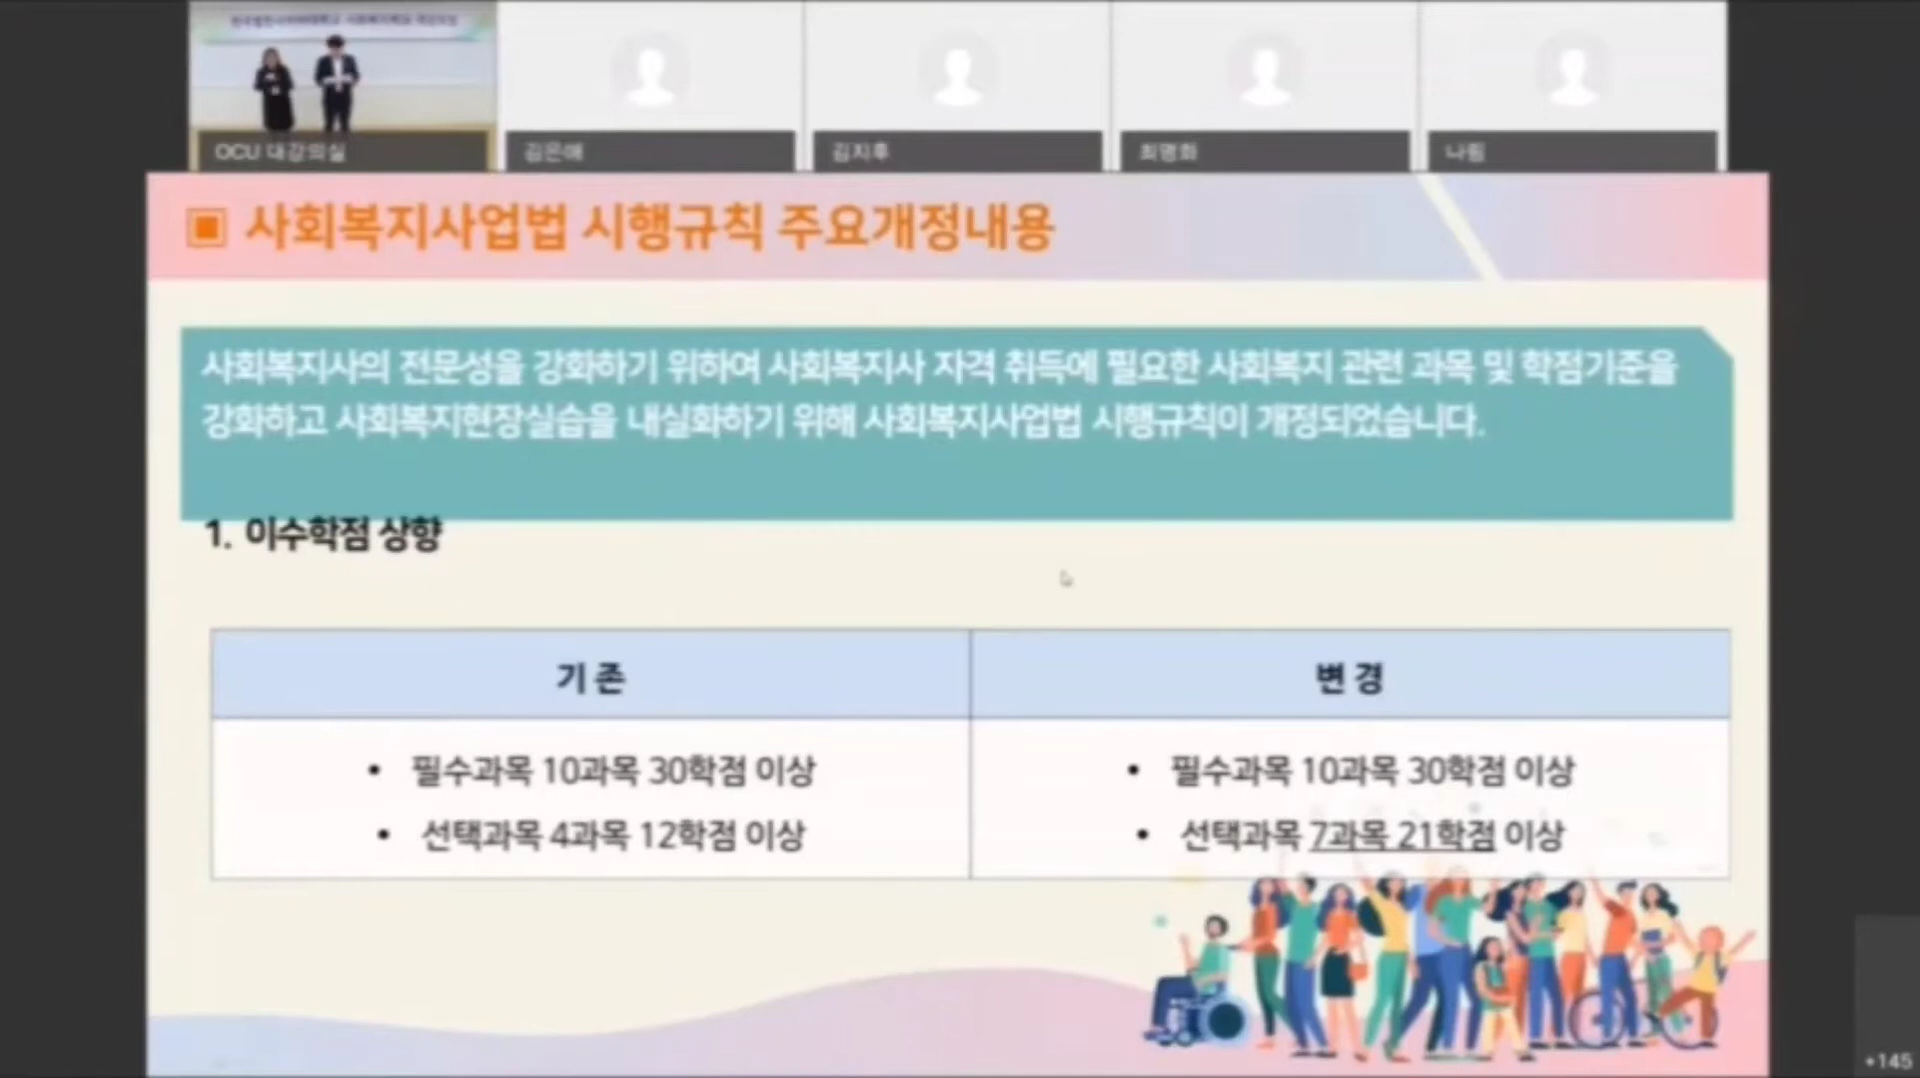 OCU 대강의실
김은애
김지후
최명화
나림
사회복지사업법 시행규칙 주요개정내용
사회복지사의 전문성을 강화하기 위하여 사회복지사 자격 취득에 필요한 사회복지 관련 과목 및 학점기준을
강화하고 사회복지현장실습을 내실화하기 위해 사회복지사업법 시행규칙이 개정되었습니다.
1. 이수학점 상향
기 존
변 경
• 필수과목 10과목 30학점 이상
• 선택과목 4과목 12학점 이상
• 필수과목 10과목 30학점 이상
• 선택과목 7과목 21학점 이상
+145